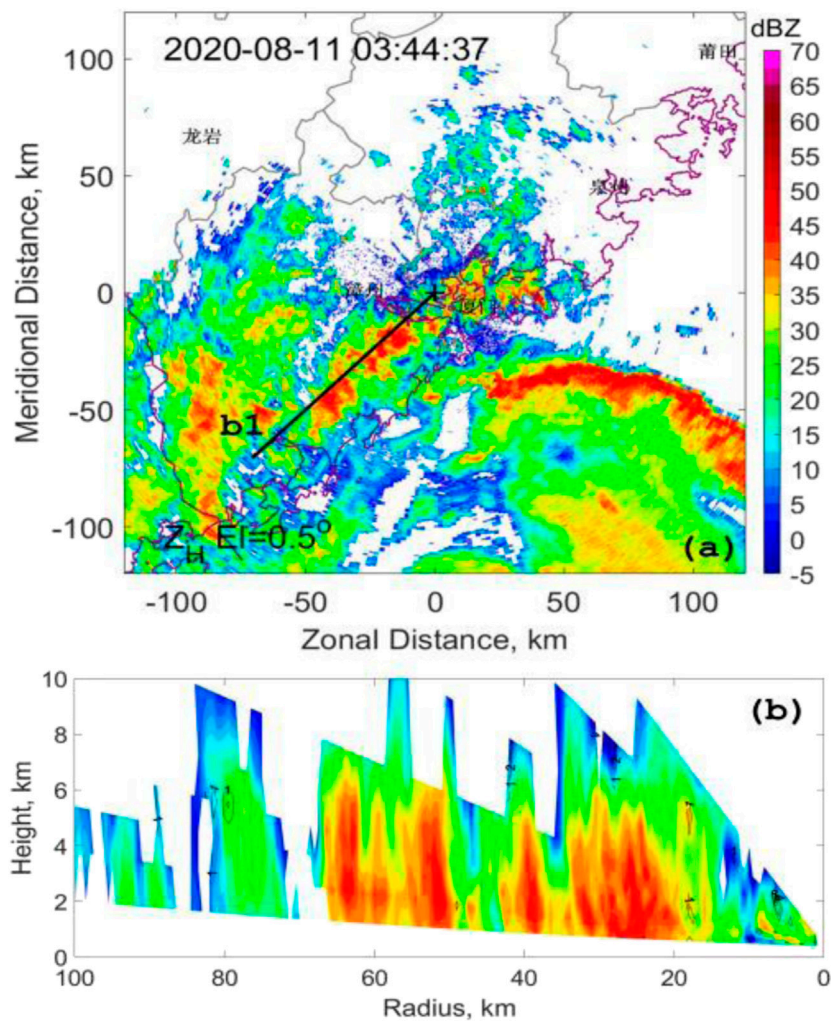 dBZ
2020-08-11 03:44:37
莆田
龙岩
100
50
0
-50
-100
Meridional Distance, km
b1
Z_H El=0.5°
(a)
70
65
60
55
50
45
40
35
30
25
20
15
10
5
0
-5
-100 -50 0 50 100
Zonal Distance, km
(b)
10
8
6
4
2
0
Height, km
100 80 60 40 20 0
Radius, km